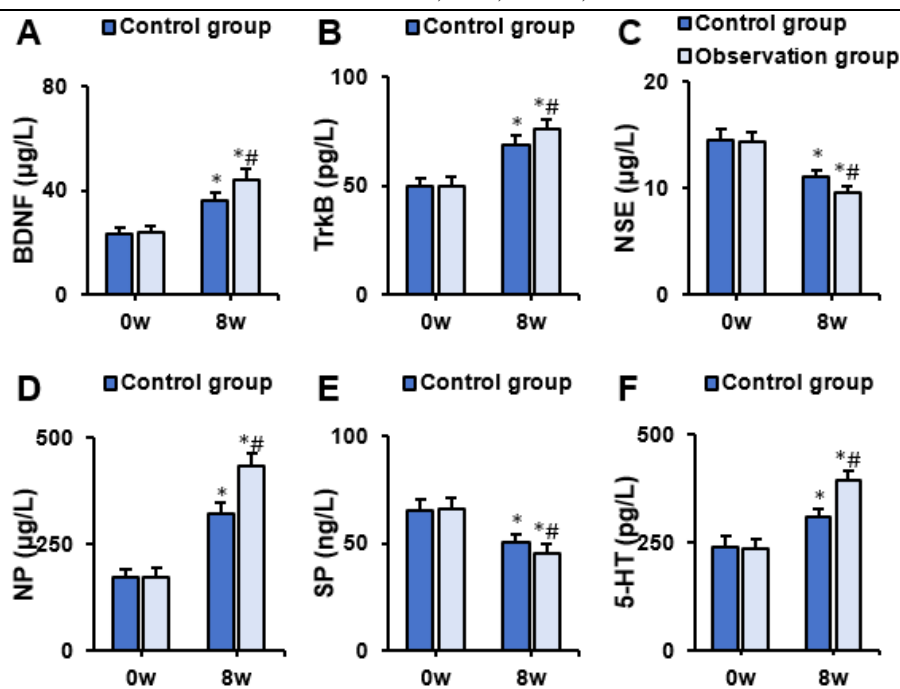 A
Control group
BDNF (µg/L)
80
40
0
*
*#
0w
8w
B
Control group
TrkB (pg/L)
100
50
0
*
*#
0w
8w
C
Control group
Observation group
NSE (µg/L)
20
10
0
*
*#
0w
8w
D
Control group
NP (µg/L)
500
250
0
*
*#
0w
8w
E
Control group
SP (ng/L)
100
50
0
*
*#
0w
8w
F
Control group
5-HT (pg/L)
500
250
0
*
*#
0w
8w